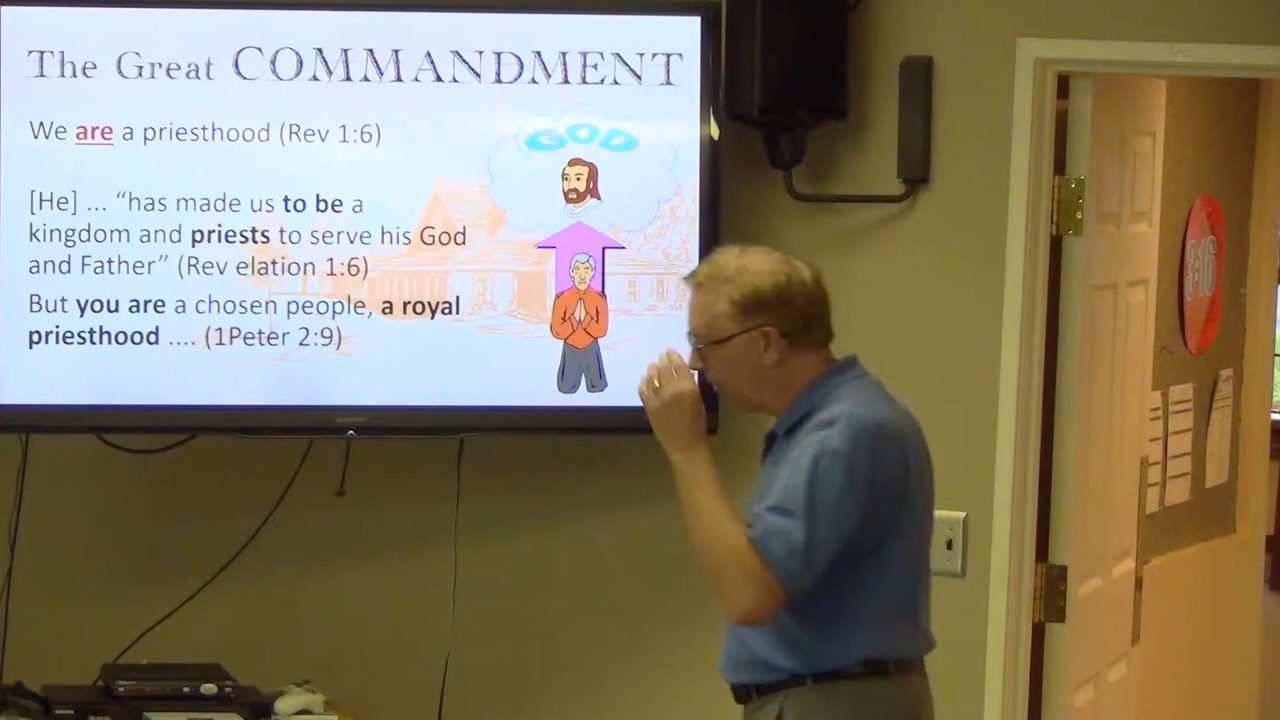 The Great COMMANDMENT
We are a priesthood (Rev 1:6)
GOD
[He] ... “has made us to be a
kingdom and priests to serve his God
and Father” (Rev elation 1:6)
But you are a chosen people, a royal
priesthood .... (1Peter 2:9)
3:16